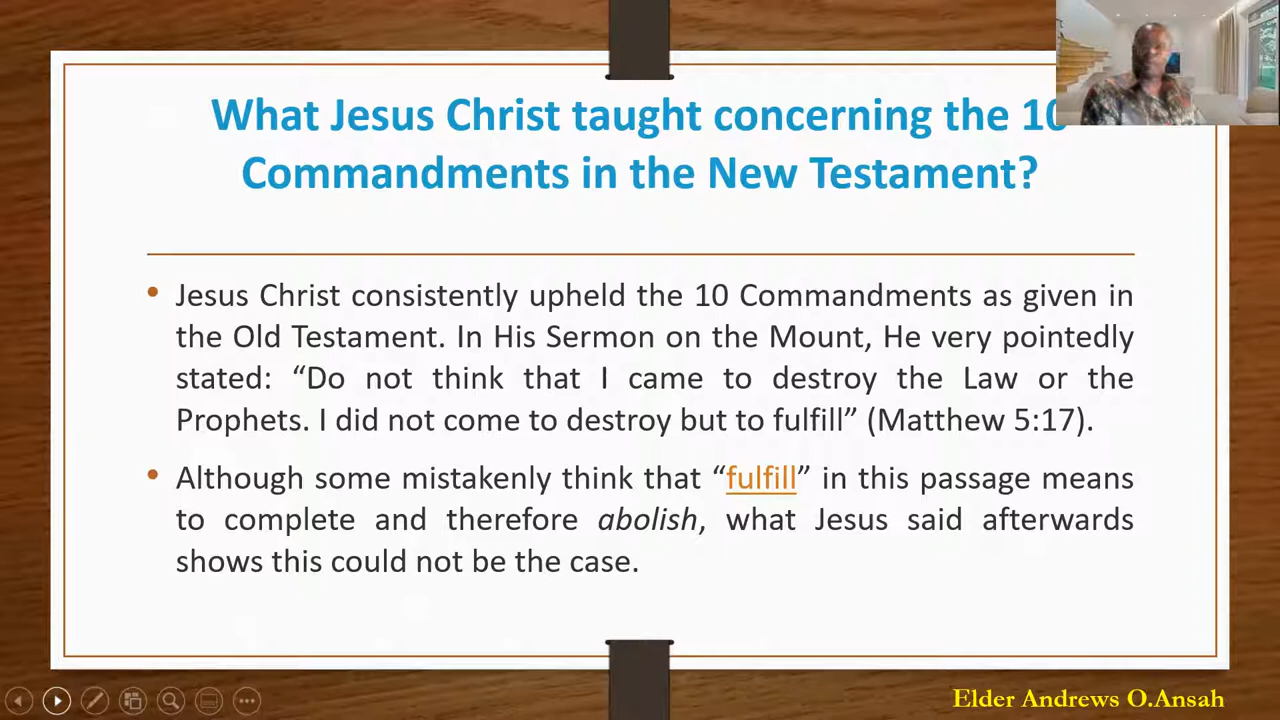 What Jesus Christ taught concerning the 10
Commandments in the New Testament?
• Jesus Christ consistently upheld the 10 Commandments as given in
the Old Testament. In His Sermon on the Mount, He very pointedly
stated: “Do not think that I came to destroy the Law or the
Prophets. I did not come to destroy but to fulfill” (Matthew 5:17).
• Although some mistakenly think that “fulfill” in this passage means
to complete and therefore abolish, what Jesus said afterwards
shows this could not be the case.
Elder Andrews O.Ansah